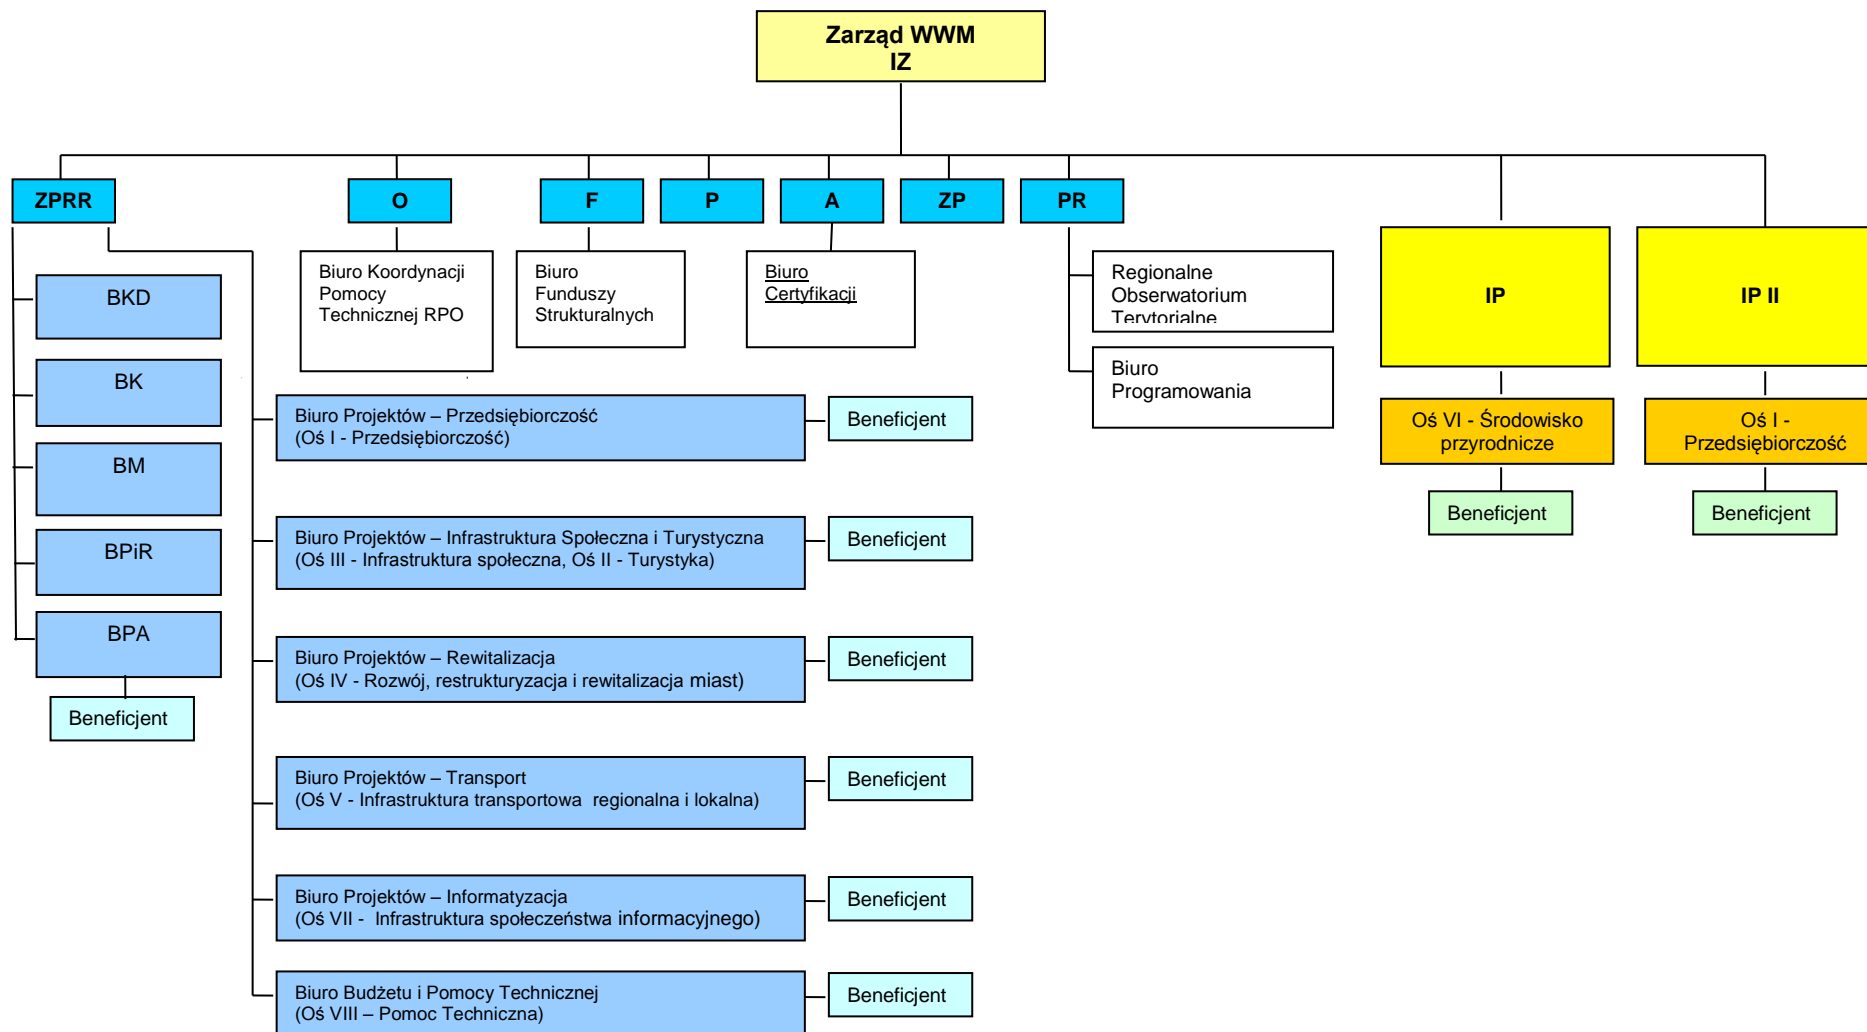 Zarząd WWM
IZ
ZPRR
O
F
P
A
ZP
PR
Biuro Koordynacji
Pomocy
Technicznej RPO
Biuro
Funduszy
Strukturalnych
Biuro
Certyfikacji
Regionalne
Obserwatorium
Terytorialne
Biuro
Programowania
IP
IP II
Oś VI - Środowisko
przyrodnicze
Beneficjent
Oś I -
Przedsiębiorczość
Beneficjent
BKD
BK
BM
BPiR
BPA
Beneficjent
Biuro Projektów – Przedsiębiorczość
(Oś I - Przedsiębiorczość)
Beneficjent
Biuro Projektów – Infrastruktura Społeczna i Turystyczna
(Oś III - Infrastruktura społeczna, Oś II - Turystyka)
Beneficjent
Biuro Projektów – Rewitalizacja
(Oś IV - Rozwój, restrukturyzacja i rewitalizacja miast)
Beneficjent
Biuro Projektów – Transport
(Oś V - Infrastruktura transportowa regionalna i lokalna)
Beneficjent
Biuro Projektów – Informatyzacja
(Oś VII - Infrastruktura społeczeństwa informacyjnego)
Beneficjent
Biuro Budżetu i Pomocy Technicznej
(Oś VIII – Pomoc Techniczna)
Beneficjent